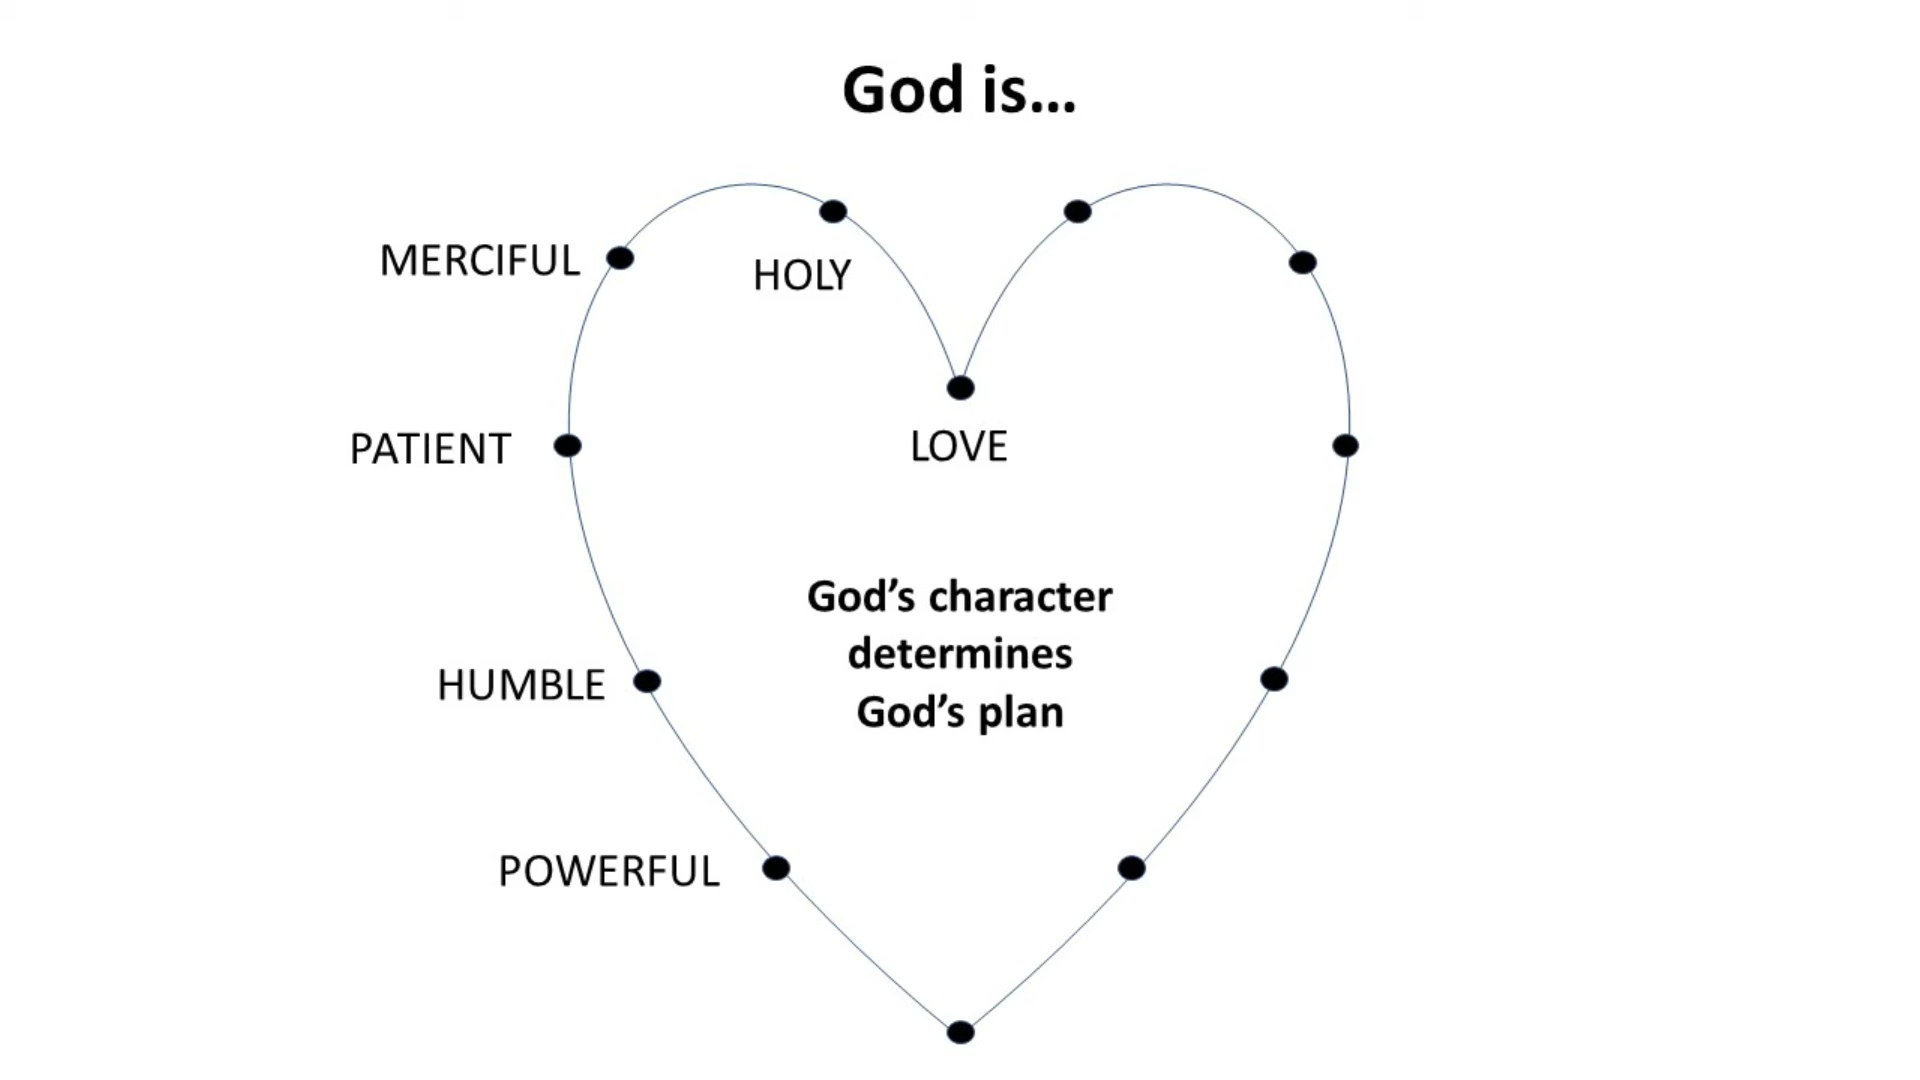 God is...
MERCIFUL
HOLY
PATIENT
LOVE
God’s character
determines
God’s plan
HUMBLE
POWERFUL